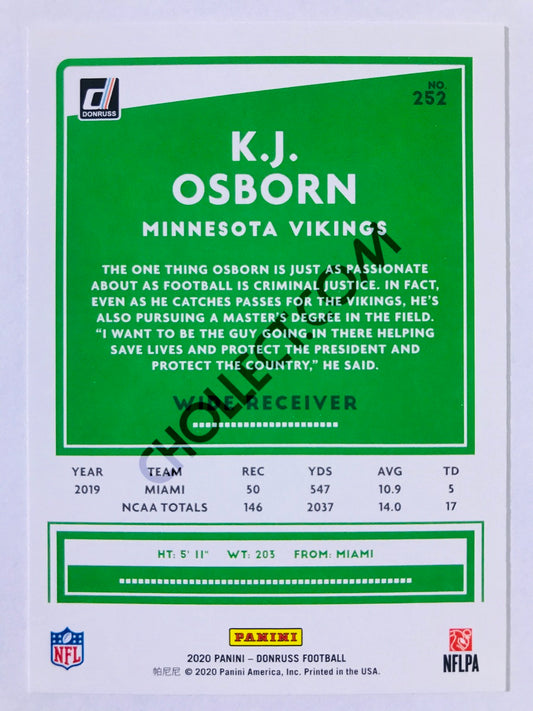 DONRUSS
NO.
252
K.J.
OSBORN
MINNESOTA VIKINGS
THE ONE THING OSBORN IS JUST AS PASSIONATE
ABOUT AS FOOTBALL IS CRIMINAL JUSTICE. IN FACT,
EVEN AS HE CATCHES PASSES FOR THE VIKINGS, HE'S
ALSO PURSUING A MASTER'S DEGREE IN THE FIELD.
“I WANT TO BE THE GUY GOING IN THERE HELPING
SAVE LIVES AND PROTECT THE PRESIDENT AND
PROTECT THE COUNTRY,” HE SAID.
WIDE RECEIVER
CHOLLECT.COM
YEAR TEAM REC YDS AVG TD
2019 MIAMI 50 547 10.9 5
NCAA TOTALS 146 2037 14.0 17
HT: 5' 11" WT: 203 FROM: MIAMI
NFL
PANINI
NFLPA
2020 PANINI – DONRUSS FOOTBALL
帕尼尼 © 2020 Panini America, Inc. Printed in the USA.